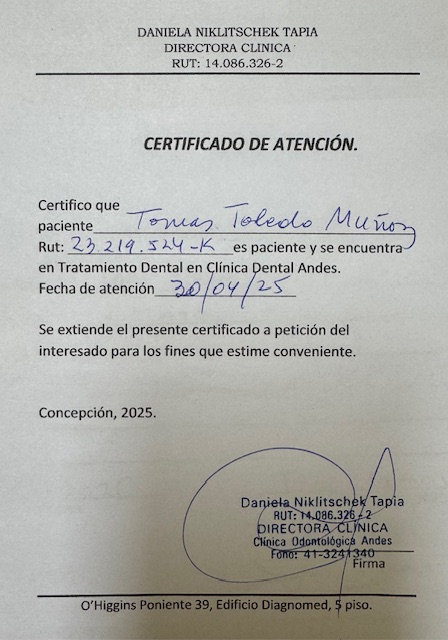 DANIELA NIKLITSCHEK TAPIA
DIRECTORA CLINICA
RUT: 14.086.326-2
CERTIFICADO DE ATENCIÓN.
Certifico que
paciente Tomas Toledo Muñoz
Rut: 23 219.524-K es paciente y se encuentra
en Tratamiento Dental en Clínica Dental Andes.
Fecha de atención 30/04/25
Se extiende el presente certificado a petición del
interesado para los fines que estime conveniente.
Concepción, 2025.
Daniela Niklitschek Tapia
RUT: 14.086.326-2
DIRECTORA CLINICA
Clínica Odontológica Andes
Fono: 41-3241340
Firma
O'Higgins Poniente 39, Edificio Diagnomed, 5 piso.